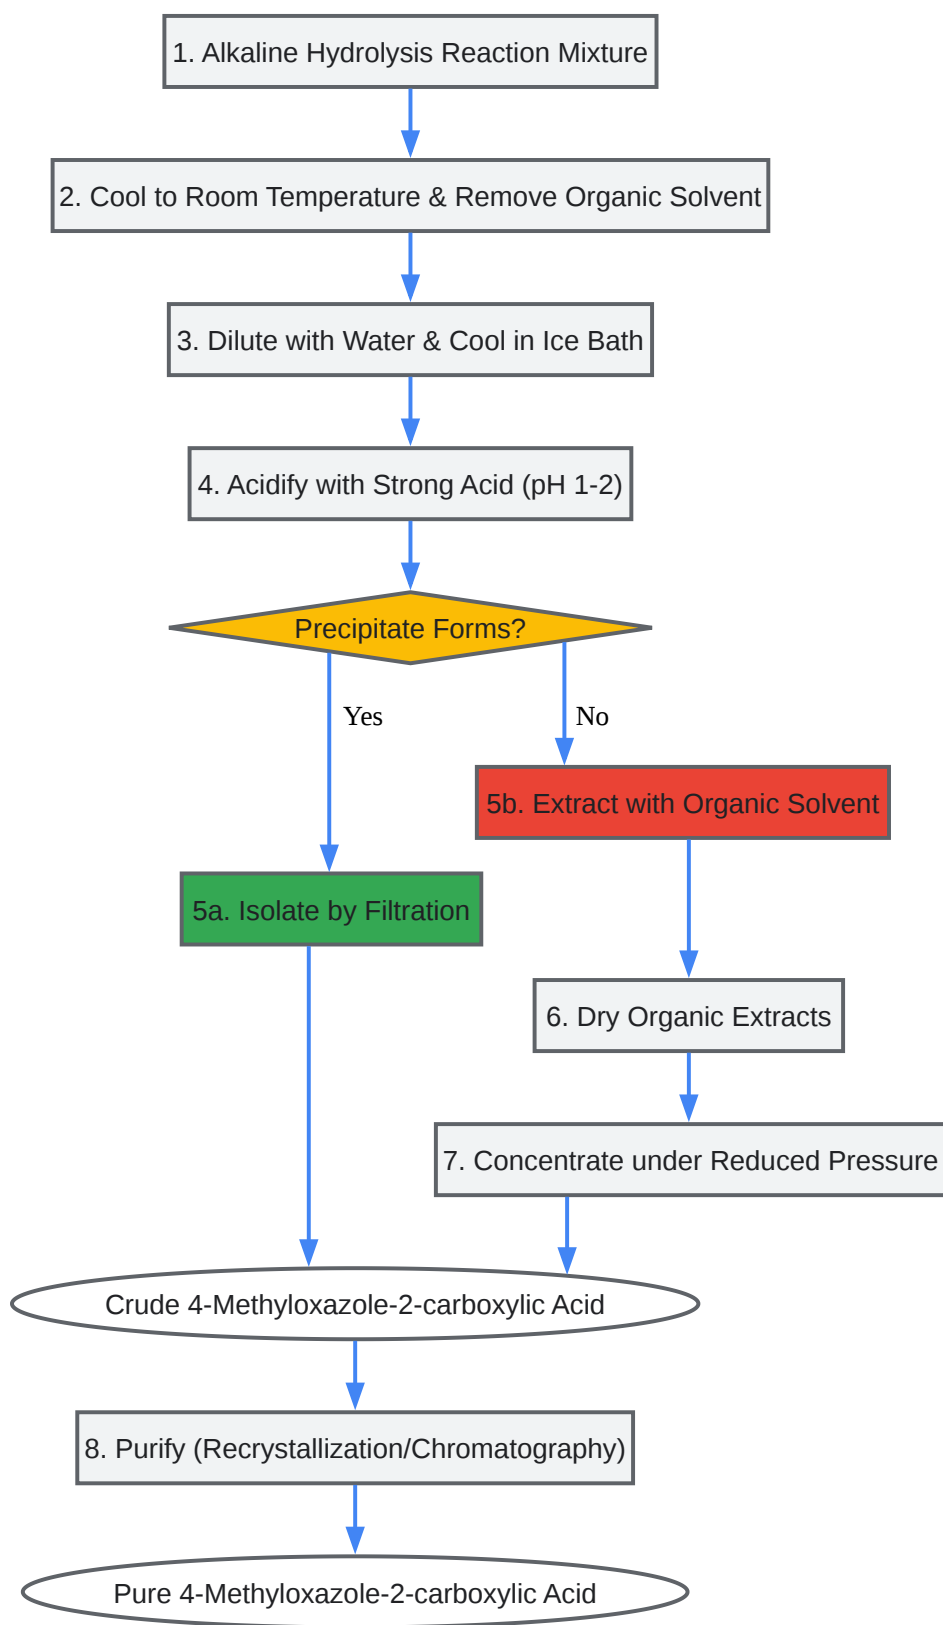 1. Alkaline Hydrolysis Reaction Mixture
2. Cool to Room Temperature & Remove Organic Solvent
3. Dilute with Water & Cool in Ice Bath
4. Acidify with Strong Acid (pH 1-2)
Precipitate Forms?
Yes
No
5b. Extract with Organic Solvent
5a. Isolate by Filtration
6. Dry Organic Extracts
7. Concentrate under Reduced Pressure
Crude 4-Methyloxazole-2-carboxylic Acid
8. Purify (Recrystallization/Chromatography)
Pure 4-Methyloxazole-2-carboxylic Acid